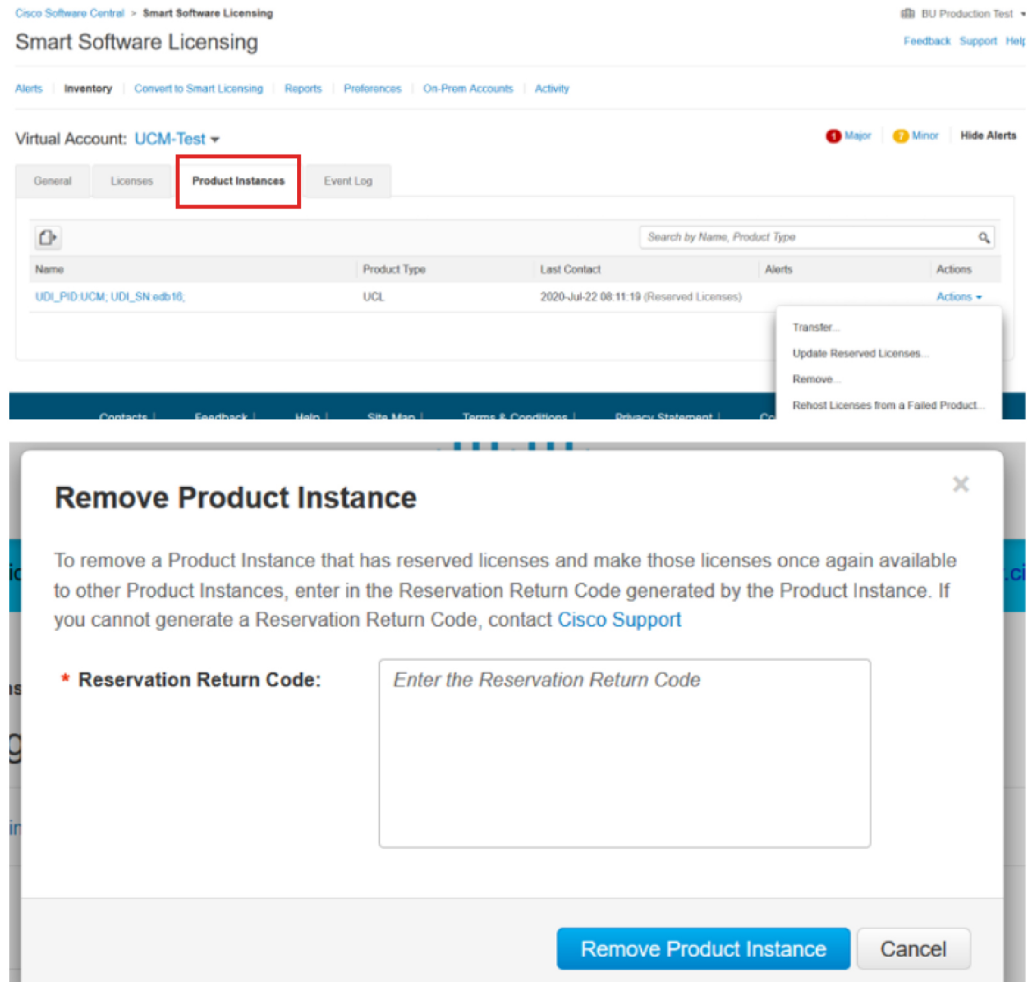 Cisco Software Central > Smart Software Licensing
BU Production Test
Smart Software Licensing
Feedback Support Help
Alerts Inventory Convert to Smart Licensing Reports Preferences On-Prem Accounts Activity
Virtual Account: UCM-Test
1 Major 7 Minor Hide Alerts
General Licenses Product Instances Event Log
Search by Name, Product Type
Name Product Type Last Contact Alerts Actions
UDI_PID:UCM; UDI_SN:edb16; UCL 2020-Jul-22 08:11:19 (Reserved Licenses) Actions
Transfer...
Update Reserved Licenses...
Remove...
Rehost Licenses from a Failed Product...
Contacts | Feedback | Help | Site Map | Terms & Conditions | Privacy Statement | Co
Remove Product Instance
×
To remove a Product Instance that has reserved licenses and make those licenses once again available
to other Product Instances, enter in the Reservation Return Code generated by the Product Instance. If
you cannot generate a Reservation Return Code, contact Cisco Support
* Reservation Return Code: Enter the Reservation Return Code
Remove Product Instance Cancel